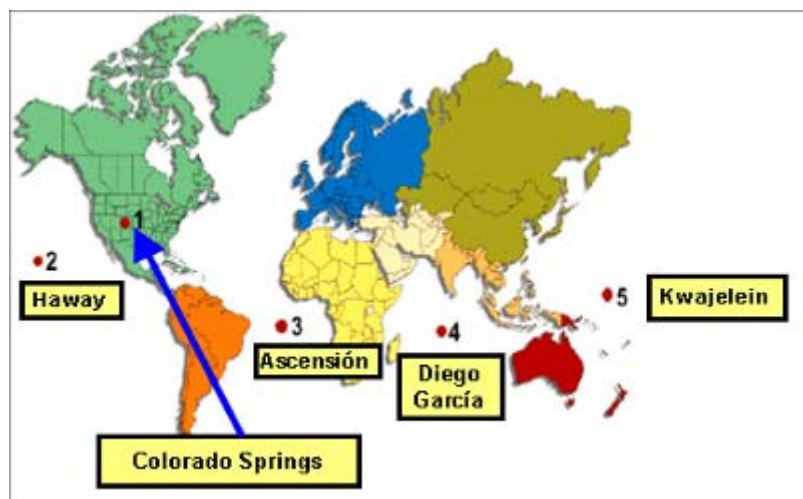 1
2
Haway
3
Ascensión
4
Diego
García
5
Kwajelein
Colorado Springs